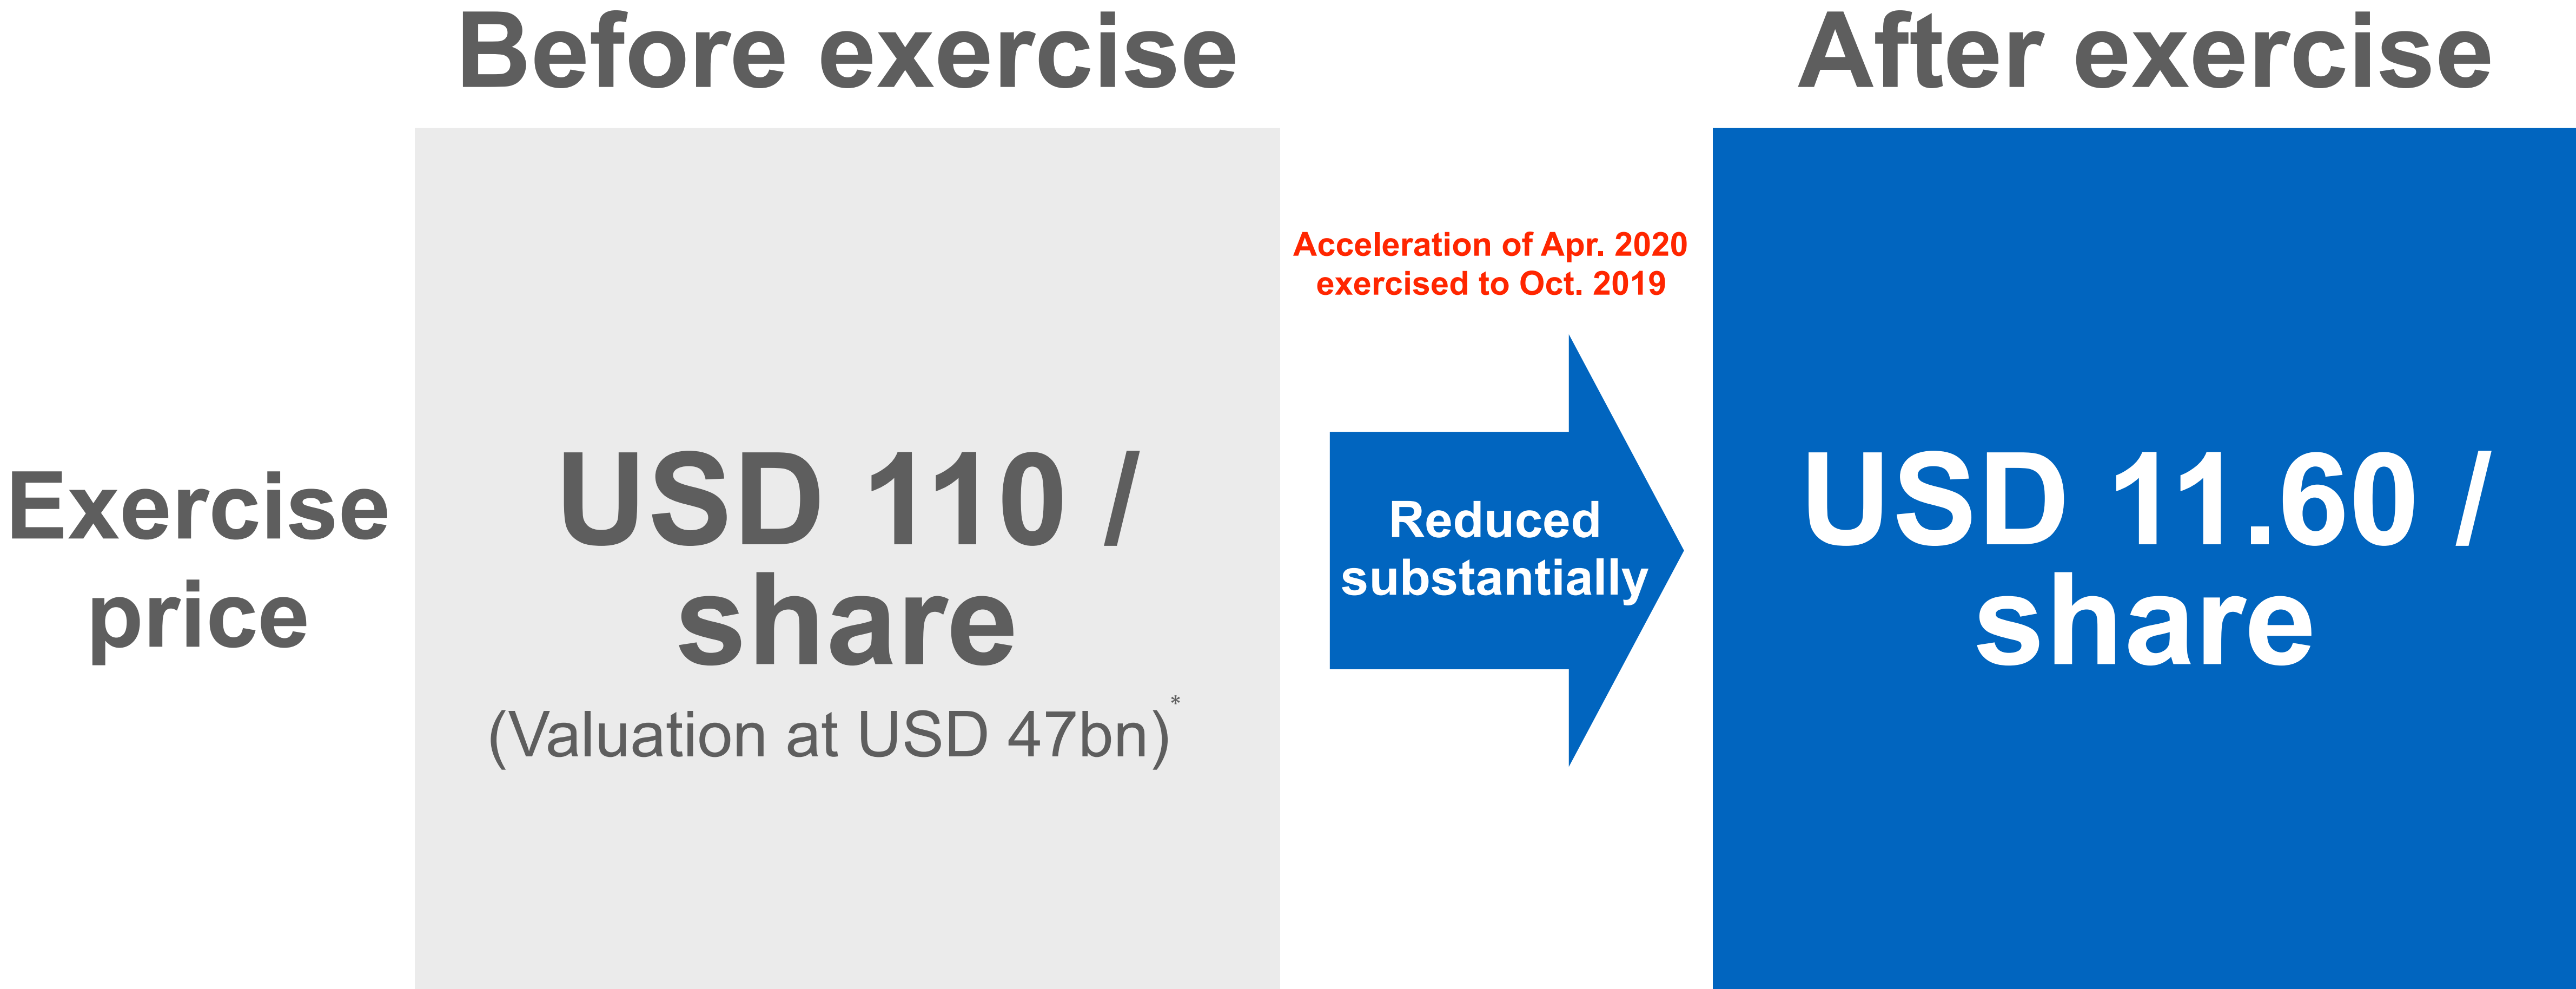 Before exercise
After exercise
Exercise
price
USD 110 /
share
(Valuation at USD 47bn)*
Acceleration of Apr. 2020
exercised to Oct. 2019
Reduced
substantially
USD 11.60 /
share